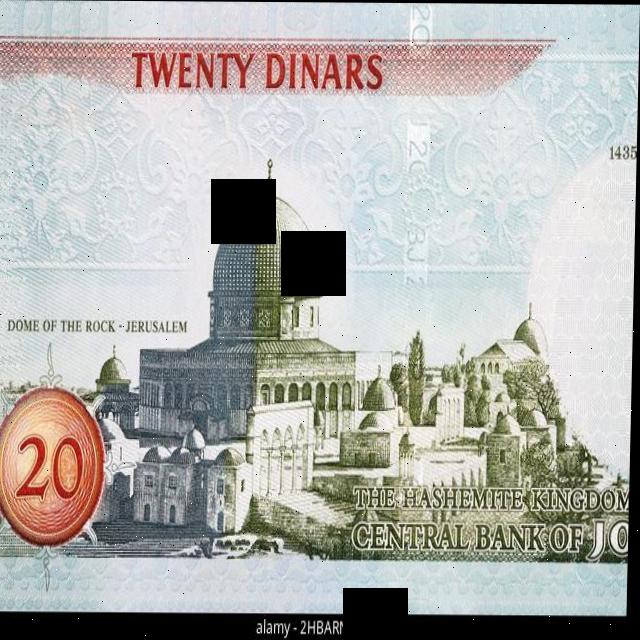 TWENTY DINARS
1435
DOME OF THE ROCK - JERUSALEM
20
THE HASHEMITE KINGDOM
CENTRAL BANK OF JO
alamy - 2HBAR